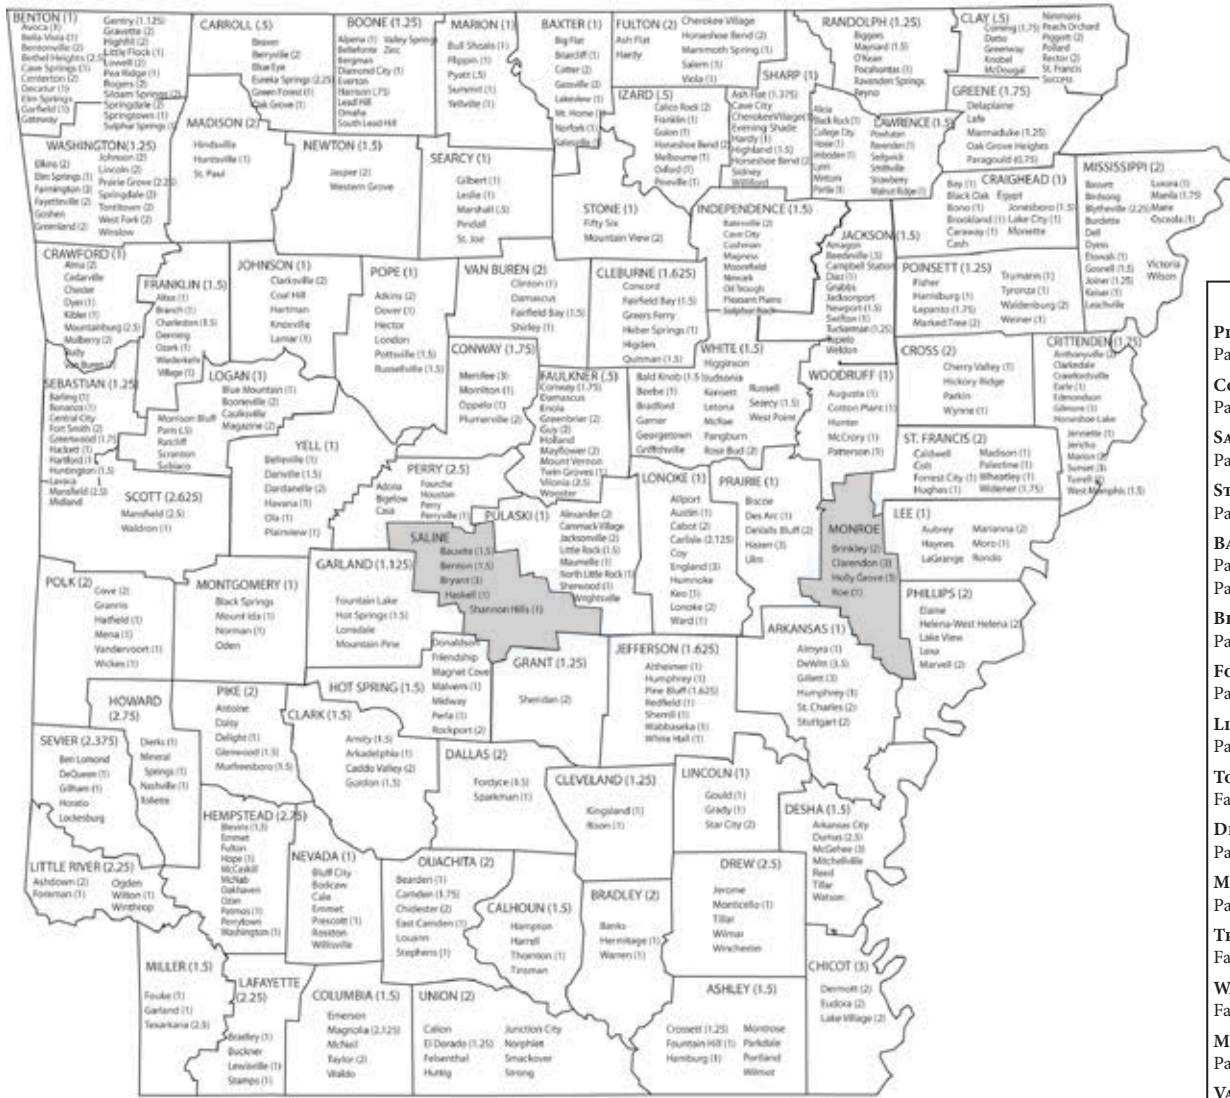 BENTON (1)
Avoca (1)
Bella Vista (1)
Bentonville (2)
Bethel Heights (2.5)
Cave Springs (1)
Centerton (2)
Decatur (1)
Elm Springs
Garfield (1)
Gateway
Gentry (1.125)
Gravette (2)
Highfill (2)
Little Flock (1)
Lowell (2)
Pea Ridge (1)
Rogers (2)
Siloam Springs (2)
Springdale (2)
Springtown (1)
Sulphur Springs
CARROLL (.5)
Beaver
Berryville (2)
Blue Eye
Eureka Springs (2.25)
Green Forest (1)
Oak Grove (1)
BOONE (1.25)
Alpena (1)
Bellefonte
Bergman
Diamond City (1)
Everton
Harrison (.75)
Lead Hill
Omaha
South Lead Hill
Valley Springs
Zinc
MARION (1)
Bull Shoals (1)
Flippin (1)
Pyatt (.5)
Summit (1)
Yellville (1)
BAXTER (1)
Big Flat
Briarcliff (1)
Cotter (2)
Gassville (2)
Lakeview (1)
Mt. Home (1)
Norfork (1)
FULTON (2)
Ash Flat
Hardy
Cherokee Village
Horseshoe Bend (2)
Mammoth Spring (1)
Salem (1)
Viola (1)
RANDOLPH (1.25)
Biggers
Maynard (1.5)
O'Kean
Pocahontas (1)
Ravenden Springs
Reyno
CLAY (.5)
Corning (1.75)
Datto
Greenway
Knobel
McDougal
Nimmons
Peach Orchard
Piggott (2)
Pollard
Rector (2)
St. Francis
Success
MADISON (2)
Hindsville
Huntsville (1)
St. Paul
SHARP (1)
Ash Flat (1.375)
Cave City
Cherokee Village
Evening Shade
Hardy (1)
Highland (1.5)
Horseshoe Bend (2)
Sidney
Williford
IZARD (.5)
Calico Rock (2)
Franklin (1)
Guion (1)
Horseshoe Bend (2)
Melbourne (1)
Oxford (1)
Pineville (1)
LAWRENCE (1.5)
Alicia
Black Rock (1)
College City
Hoxie (1)
Imboden (1)
Lynn
Minturn
Portia (1)
Powhatan
Ravenden (1)
Sedgwick
Smithville
Strawberry
Walnut Ridge (1)
GREENE (1.75)
Delaplaine
Lafe
Marmaduke (1.25)
Oak Grove Heights
Paragould (0.75)
WASHINGTON (1.25)
Elkins (2)
Elm Springs (1)
Farmington (2)
Fayetteville (2)
Goshen
Greenland (2)
Johnson (2)
Lincoln (2)
Prairie Grove (2.25)
Springdale (2)
Tontitown (2)
West Fork (2)
Winslow
NEWTON (1.5)
Jasper (2)
Western Grove
SEARCY (1)
Gilbert (1)
Leslie (1)
Marshall (.5)
Pindall
St. Joe
STONE (1)
Fifty Six
Mountain View (2)
INDEPENDENCE (1.5)
Batesville (2)
Cave City
Cushman
Magness
Moorefield
Newark
Oil Trough
Pleasant Plains
Sulphur Rock
CRAIGHEAD (1)
Bay (1)
Black Oak
Bono (1)
Brookland (1)
Caraway (1)
Cash
Egypt
Jonesboro (1.5)
Lake City (1)
Monette
MISSISSIPPI (2)
Bassett
Birdsong
Blytheville (2.25)
Burdette
Dell
Dyess
Etowah (1)
Gosnell (1.5)
Joiner (1.25)
Keiser (1)
Leachville
Luxora (1)
Manila (1.75)
Marie
Osceola (1)
Victoria
Wilson
CRAWFORD (1)
Alma (2)
Cedarville
Chester
Dyer (1)
Kibler (1)
Mountainburg (2.5)
Mulberry (2)
Rudy
Van Buren
FRANKLIN (1.5)
Altus (1)
Branch (1)
Charleston (1.5)
Denning
Ozark (1)
Wiederkehr
Village (1)
JOHNSON (1)
Clarksville (2)
Coal Hill
Hartman
Knoxville
Lamar (1)
POPE (1)
Adkins (2)
Dover (1)
Hector
London
Pottsville (1.5)
Russellville (1.5)
VAN BUREN (2)
Clinton (1)
Damascus
Fairfield Bay (1.5)
Shirley (1)
CLEBURNE (1.625)
Concord
Fairfield Bay (1.5)
Greers Ferry
Heber Springs (1)
Higden
Quitman (1.5)
JACKSON (1.5)
Amagon
Beedeville (.5)
Campbell Station
Diaz (1)
Grubbs
Jacksonport
Newport (1.5)
Swifton (1)
Tuckerman (1.25)
Tupelo
Weldon
POINSETT (1.25)
Fisher
Harrisburg (1)
Lepanto (1.75)
Marked Tree (2)
Trumann (1)
Tyronza (1)
Waldenburg (2)
Weiner (1)
CONWAY (1.75)
Menifee (3)
Morrilton (1)
Oppelo (1)
Plumerville (2)
FAULKNER (.5)
Conway (1.75)
Damascus
Enola
Greenbrier (2)
Guy (2)
Holland
Mayflower (2)
Mount Vernon
Twin Groves (1)
Vilonia (2.5)
Wooster
WHITE (1.5)
Bald Knob (1.5)
Beebe (1)
Bradford
Garner
Georgetown
Griffithville
Higginson
Judsonia
Kensett
Letona
McRae
Pangburn
Rose Bud (2)
Russell
Searcy (1.5)
West Point
WOODRUFF (1)
Augusta (1)
Cotton Plant (1)
Hunter
McCrory (1)
Patterson (1)
CROSS (2)
Cherry Valley (1)
Hickory Ridge
Parkin
Wynne (1)
CRITTENDEN (1.25)
Anthonyville (2)
Clarkedale
Crawfordsville
Earle (1)
Edmondson
Gilmore (1)
Horseshoe Lake
Jennette (1)
Jericho
Marion (2)
Sunset (3)
Turrell (2)
West Memphis (1.5)
SEBASTIAN (1.25)
Barling (1)
Bonanza (1)
Central City
Fort Smith (2)
Greenwood (1.75)
Hackett (1)
Hartford (1)
Huntington (1.5)
Lavaca
Mansfield (2.5)
Midland
LOGAN (1)
Blue Mountain (1)
Booneville (2)
Caulksville
Magazine (2)
Morrison Bluff
Paris (.5)
Ratcliff
Scranton
Subiaco
YELL (1)
Belleville (1)
Danville (1.5)
Dardanelle (2)
Havana (1)
Ola (1)
Plainview (1)
PERRY (2.5)
Adona
Bigelow
Casa
Fourche
Houston
Perry
Perryville (1)
SCOTT (2.625)
Mansfield (2.5)
Waldron (1)
PULASKI (1)
Alexander (2)
Cammack Village
Jacksonville (2)
Little Rock (1.5)
Maumelle (1)
North Little Rock (1)
Sherwood (1)
Wrightsville
LONOKE (1)
Allport
Austin (1)
Cabot (2)
Carlisle (2.125)
Coy
England (3)
Humnoke
Keo (1)
Lonoke (2)
Ward (1)
PRAIRIE (1)
Biscoe
Des Arc (1)
DeValls Bluff (2)
Hazen (3)
Ulm
ST. FRANCIS (2)
Caldwell
Colt
Forrest City (1)
Hughes (1)
Madison (1)
Palestine (1)
Wheatley (1)
Widener (1.75)
LEE (1)
Aubrey
Haynes
LaGrange
Marianna (2)
Moro (1)
Rondo
MONROE
Brinkley (2)
Clarendon (3)
Holly Grove (3)
Roe (1)
PHILLIPS (2)
Elaine
Helena-West Helena (2)
Lake View
Lexa
Marvell (2)
SALINE
Bauxite (1.5)
Benton (1.5)
Bryant (3)
Haskell (1)
Shannon Hills (1)
GARLAND (1.125)
Fountain Lake
Hot Springs (1.5)
Lonsdale
Mountain Pine
POLK (2)
Cove (2)
Grannis
Hatfield (1)
Mena (1)
Vandervoort (1)
Wickes (1)
MONTGOMERY (1)
Black Springs
Mount Ida (1)
Norman (1)
Oden
HOT SPRING (1.5)
Donaldson
Friendship
Magnet Cove
Malvern (1)
Midway
Perla (1)
Rockport (2)
GRANT (1.25)
Sheridan (2)
JEFFERSON (1.625)
Altheimer (1)
Humphrey (1)
Pine Bluff (1.625)
Redfield (1)
Sherrill (1)
Wabbaseka (1)
White Hall (1)
ARKANSAS (1)
Almyra (1)
DeWitt (3.5)
Gillett (3)
Humphrey (1)
St. Charles (2)
Stuttgart (2)
HOWARD
(2.75)
Dierks (1)
Mineral
Springs (1)
Nashville (1)
Tollette
PIKE (2)
Antoine
Daisy
Delight (1)
Glenwood (1.5)
Murfreesboro (1.5)
CLARK (1.5)
Amity (1.5)
Arkadelphia (1)
Caddo Valley (2)
Gurdon (1.5)
SEVIER (2.375)
Ben Lomond
DeQueen (1)
Gilham (1)
Horatio
Lockesburg
DALLAS (2)
Fordyce (1.5)
Sparkman (1)
CLEVELAND (1.25)
Kingsland (1)
Rison (1)
LINCOLN (1)
Gould (1)
Grady (1)
Star City (2)
DESHA (1.5)
Arkansas City
Dumas (2.5)
McGehee (3)
Mitchellville
Reed
Tillar
Watson
HEMPSTEAD (2.75)
Blevins (1.5)
Emmet
Fulton
Hope (1)
McCaskill
McNab
Oakhaven
Ozan
Patmos (1)
Perrytown
Washington (1)
LITTLE RIVER (2.25)
Ashdown (2)
Foreman (1)
Ogden
Wilton (1)
Winthrop
NEVADA (1)
Bluff City
Bodcaw
Cale
Emmet
Prescott (1)
Rosston
Willisville
OUACHITA (2)
Bearden (1)
Camden (1.75)
Chidester (2)
East Camden (1)
Louann
Stephens (1)
CALHOUN (1.5)
Hampton
Harrell
Thornton (1)
Tinsman
BRADLEY (2)
Banks
Hermitage (1)
Warren (1)
DREW (2.5)
Jerome
Monticello (1)
Tillar
Wilmar
Winchester
MILLER (1.5)
Fouke (1)
Garland (1)
Texarkana (2.5)
LAFAYETTE
(2.25)
Bradley (1)
Buckner
Lewisville (1)
Stamps (1)
COLUMBIA (1.5)
Emerson
Magnolia (2.125)
McNeil
Taylor (2)
Waldo
UNION (2)
Calion
El Dorado (1.25)
Felsenthal
Huttig
Junction City
Norphlet
Smackover
Strong
ASHLEY (1.5)
Crossett (1.25)
Fountain Hill (1)
Hamburg (1)
Montrose
Parkdale
Portland
Wilmot
CHICOT (3)
Dermott (2)
Eudora (2)
Lake Village (2)